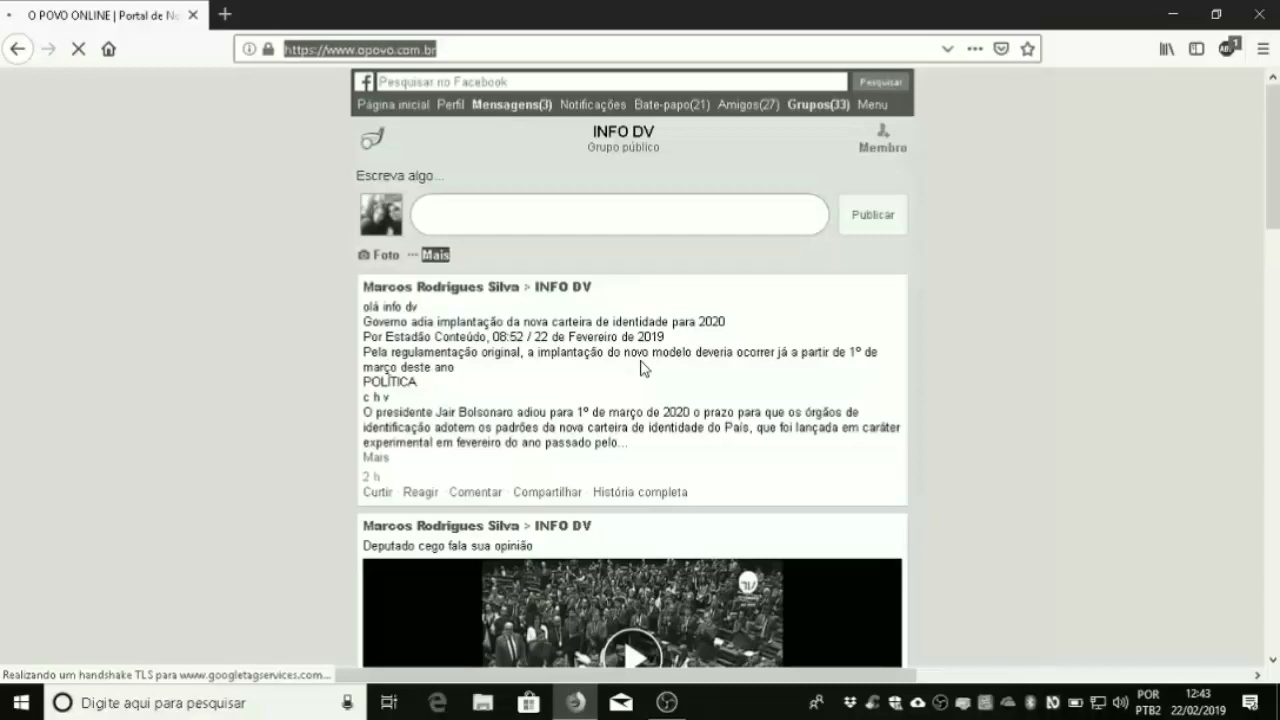 O POVO ONLINE | Portal de No
https://www.opovo.com.br
Pesquisar no Facebook
Pesquisar
Página inicial Perfil Mensagens(3) Notificações Bate-papo(21) Amigos(27) Grupos(33) Menu
INFO DV
Grupo público
Membro
Escreva algo...
Publicar
Foto ··· Mais
Marcos Rodrigues Silva > INFO DV
olá info dv
Governo adia implantação da nova carteira de identidade para 2020
Por Estadão Conteúdo, 08:52 / 22 de Fevereiro de 2019
Pela regulamentação original, a implantação do novo modelo deveria ocorrer já a partir de 1º de
março deste ano
POLÍTICA
c h v
O presidente Jair Bolsonaro adiou para 1º de março de 2020 o prazo para que os órgãos de
identificação adotem os padrões da nova carteira de identidade do País, que foi lançada em caráter
experimental em fevereiro do ano passado pelo...
Mais
2 h
Curtir · Reagir · Comentar · Compartilhar · História completa
Marcos Rodrigues Silva > INFO DV
Deputado cego fala sua opinião
Realizando um handshake TLS para www.googletagservices.com...
Digite aqui para pesquisar
POR
PTB2
12:43
22/02/2019